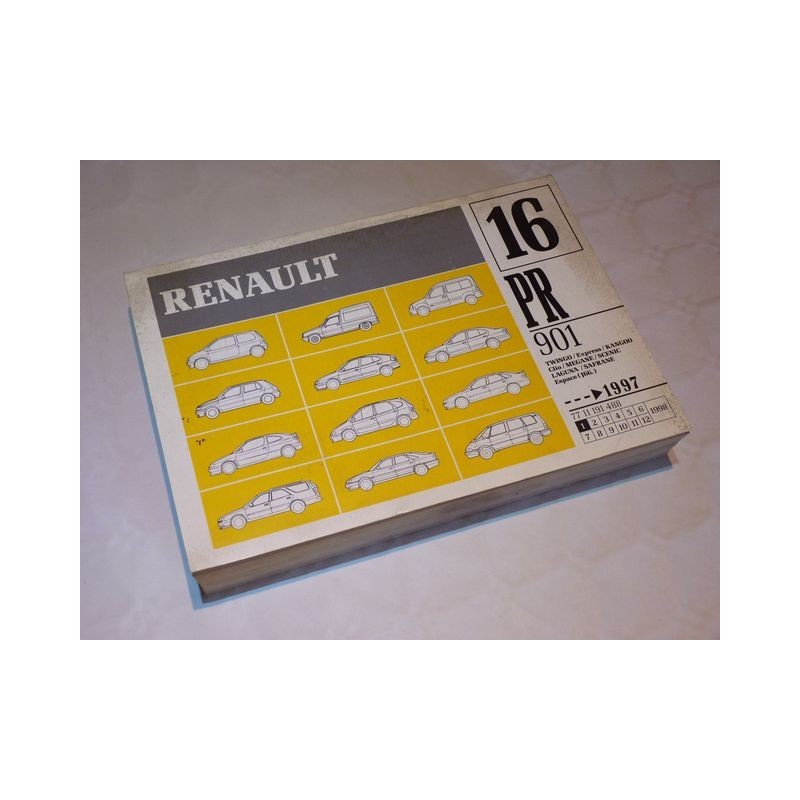 RENAULT
16
PR
901
TWINGO / Express / KANGOO
Clio / MEGANE / SCENIC
LAGUNA / SAFRANE
Espace (J6G.)
1997
77 11 191 488
1 2 3 4 5 6 1998
7 8 9 10 11 12